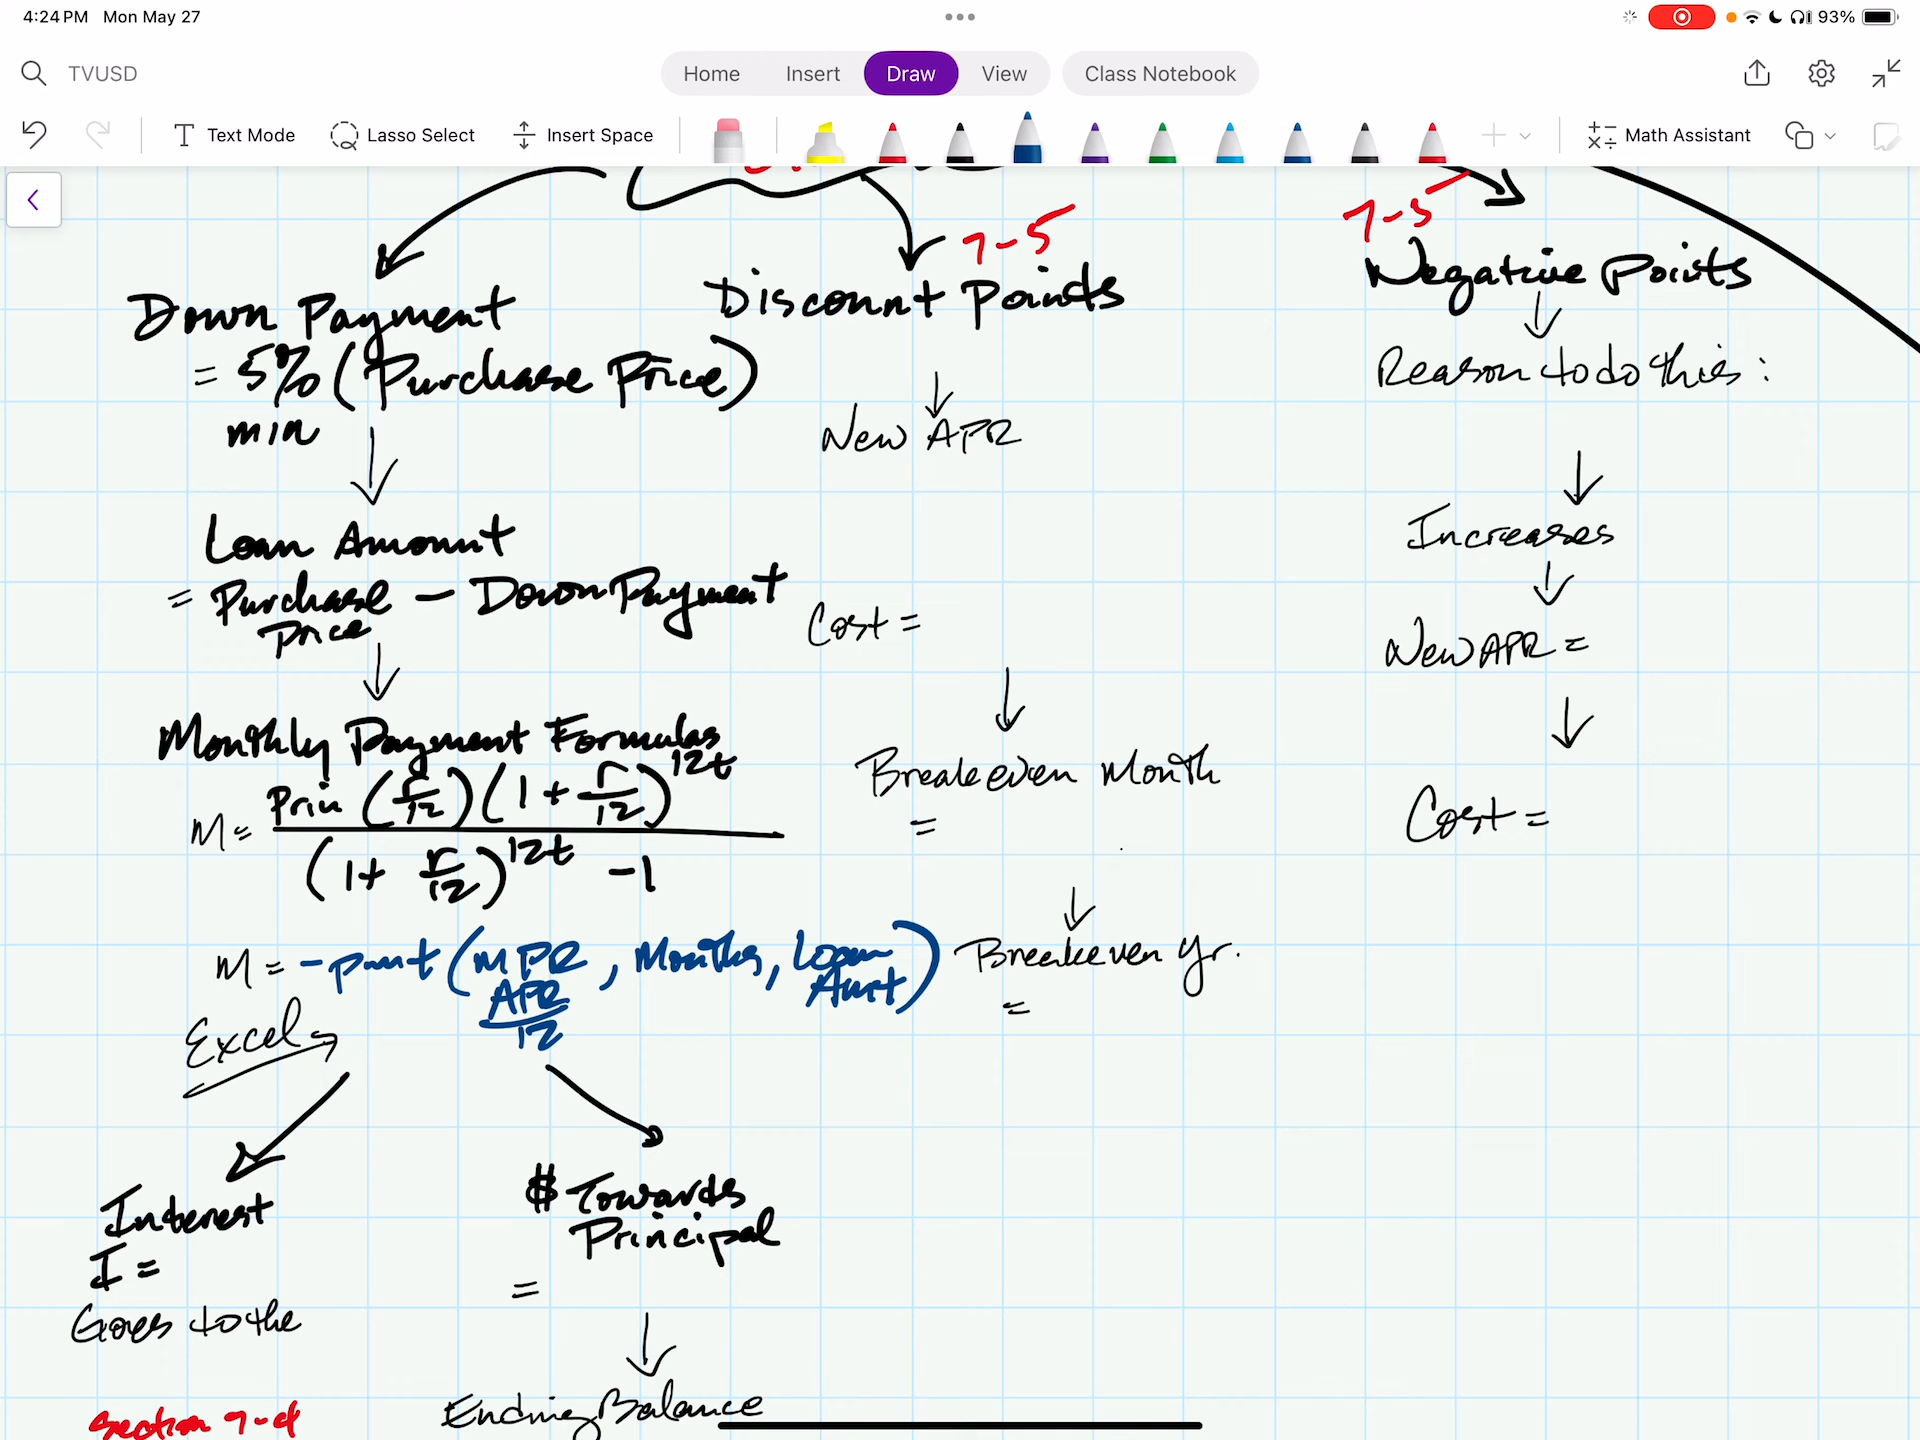 4:24 PM Mon May 27
93%
TVUSD
Home Insert Draw View Class Notebook
Text Mode Lasso Select Insert Space Math Assistant
9-5
9-5
Down Payment
= 5% (Purchase Price)
min
Loan Amount
= Purchase Price - Down Payment
Monthly Payment Formulas
M = Prin (r/12)(1 + r/12)^12t
(1 + r/12)^12t - 1
M = -pmt(MPR, Months, Loan Amt)
APR/12
Excel
Interest
I =
Goes to the
Section 9-4
$ Towards
Principal
=
Ending Balance
Discount Points
New APR
Cost =
Breakeven Month
=
Breakeven yr.
=
Negative Points
Reason to do this:
Increases
New APR =
Cost =